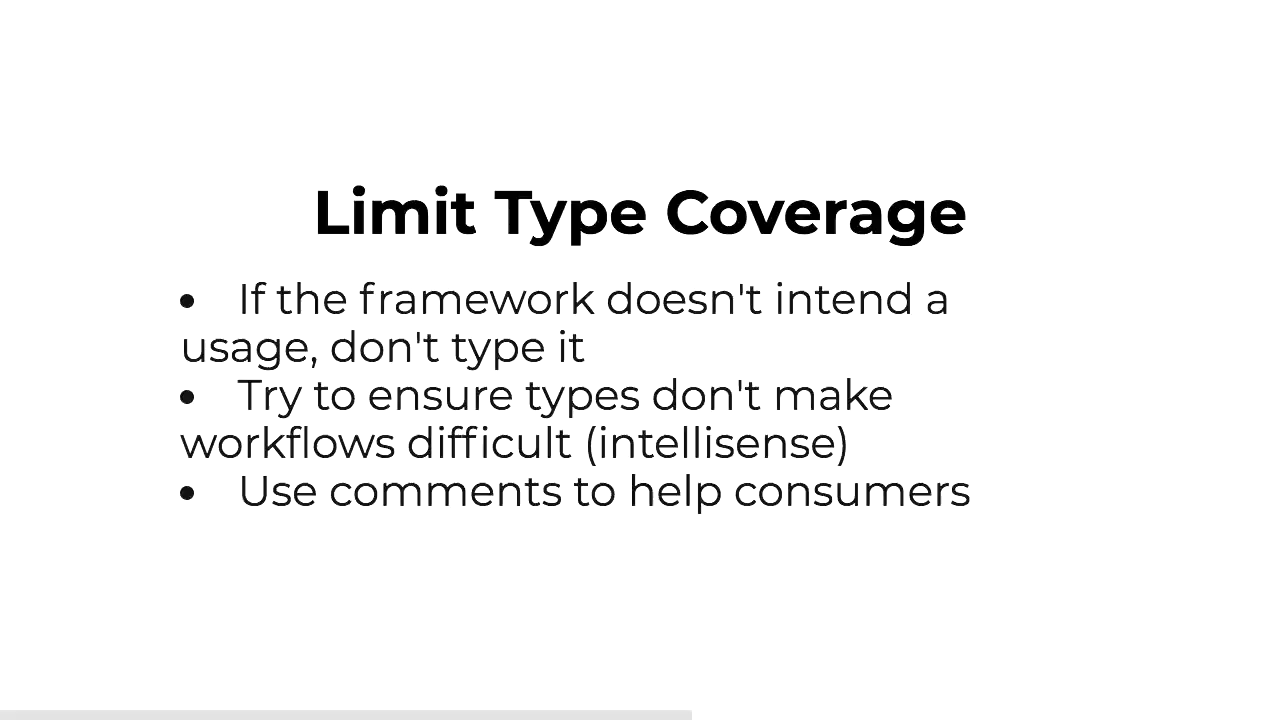 Limit Type Coverage
• If the framework doesn't intend a
usage, don't type it
• Try to ensure types don't make
workflows difficult (intellisense)
• Use comments to help consumers